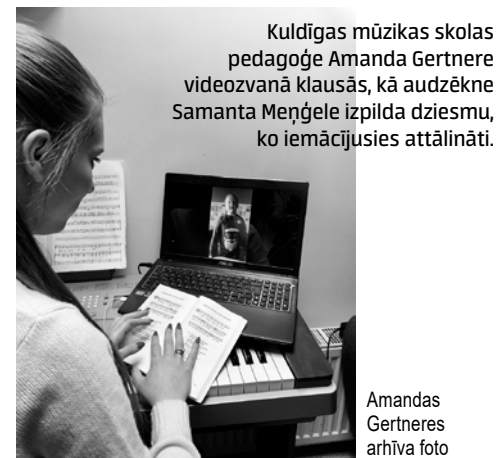 Kuldīgas mūzikas skolas
pedagoģe Amanda Gertnere
videozvanā klausās, kā audzēkne
Samanta Meņģele izpilda dziesmu,
ko iemācījusies attālināti.
Amandas
Gertneres
arhīva foto